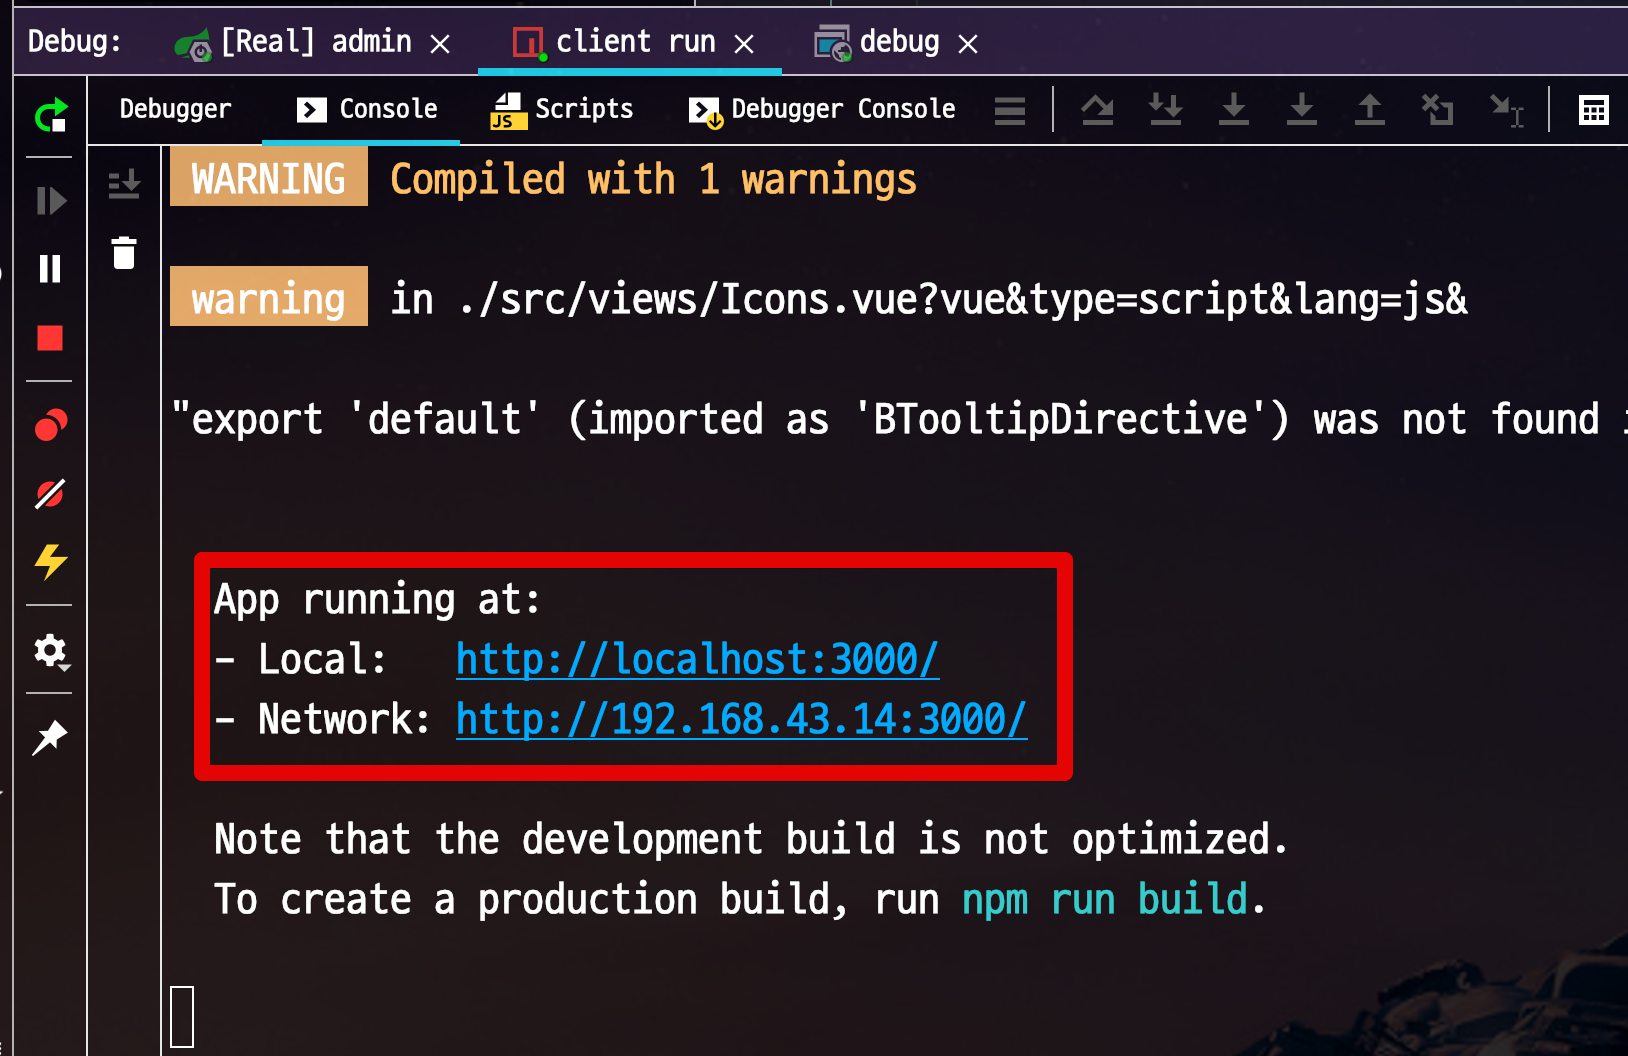 Debug: [Real] admin client run debug
Debugger Console JS Scripts Debugger Console
WARNING Compiled with 1 warnings
warning in ./src/views/Icons.vue?vue&type=script&lang=js&
"export 'default' (imported as 'BTooltipDirective') was not found
App running at:
- Local: http://localhost:3000/
- Network: http://192.168.43.14:3000/
Note that the development build is not optimized.
To create a production build, run npm run build.